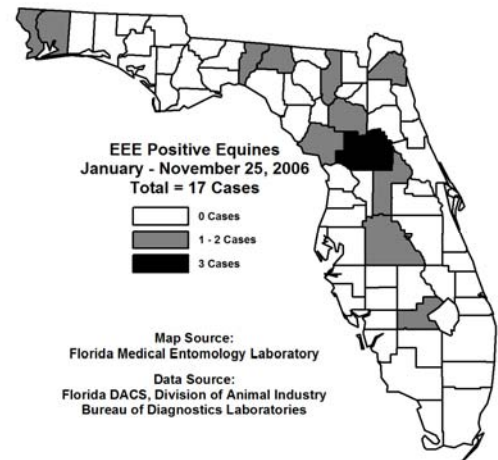 EEE Positive Equines
January - November 25, 2006
Total = 17 Cases
0 Cases
1 - 2 Cases
3 Cases
Map Source:
Florida Medical Entomology Laboratory
Data Source:
Florida DACS, Division of Animal Industry
Bureau of Diagnostics Laboratories